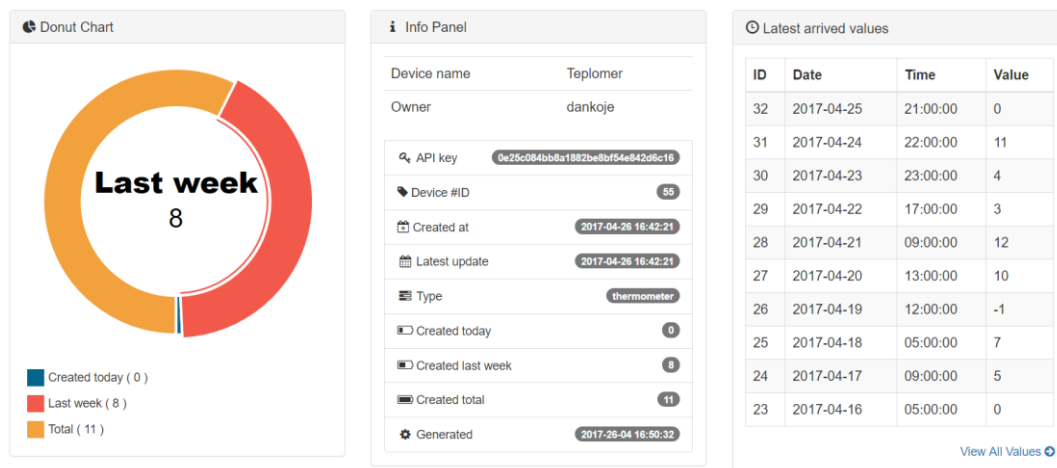 Donut Chart
Last week
8
Created today ( 0 )
Last week ( 8 )
Total ( 11 )
Info Panel
Device name Teplomer
Owner dankoje
API key 0e25c084bb8a1882be8bf54e842d6c16
Device #ID 55
Created at 2017-04-26 16:42:21
Latest update 2017-04-26 16:42:21
Type thermometer
Created today 0
Created last week 8
Created total 11
Generated 2017-26-04 16:50:32
Latest arrived values
ID Date Time Value
32 2017-04-25 21:00:00 0
31 2017-04-24 22:00:00 11
30 2017-04-23 23:00:00 4
29 2017-04-22 17:00:00 3
28 2017-04-21 09:00:00 12
27 2017-04-20 13:00:00 10
26 2017-04-19 12:00:00 -1
25 2017-04-18 05:00:00 7
24 2017-04-17 09:00:00 5
23 2017-04-16 05:00:00 0
View All Values